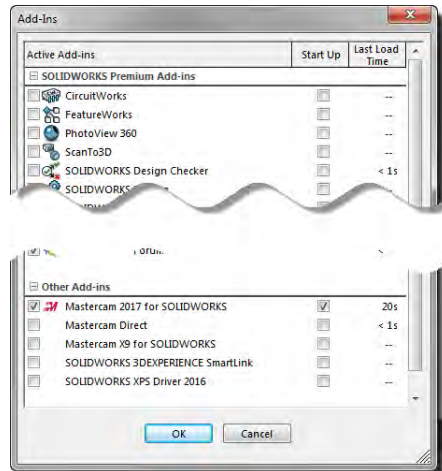 Add-Ins
Active Add-ins Start Up Last Load Time
SOLIDWORKS Premium Add-ins
CircuitWorks --
FeatureWorks --
PhotoView 360 --
ScanTo3D --
SOLIDWORKS Design Checker < 1s
SOLIDWORKS
Other Add-ins
Mastercam 2017 for SOLIDWORKS 20s
Mastercam Direct < 1s
Mastercam X9 for SOLIDWORKS --
SOLIDWORKS 3DEXPERIENCE SmartLink --
SOLIDWORKS XPS Driver 2016 --
OK Cancel